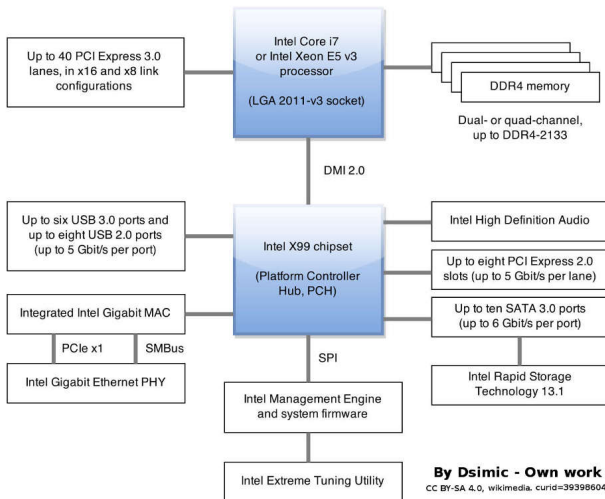 Up to 40 PCI Express 3.0
lanes, in x16 and x8 link
configurations
Intel Core i7
or Intel Xeon E5 v3
processor
(LGA 2011-v3 socket)
DDR4 memory
Dual- or quad-channel,
up to DDR4-2133
DMI 2.0
Up to six USB 3.0 ports and
up to eight USB 2.0 ports
(up to 5 Gbit/s per port)
Intel X99 chipset
(Platform Controller
Hub, PCH)
Intel High Definition Audio
Up to eight PCI Express 2.0
slots (up to 5 Gbit/s per lane)
Integrated Intel Gigabit MAC
Up to ten SATA 3.0 ports
(up to 6 Gbit/s per port)
PCIe x1
SMBus
SPI
Intel Gigabit Ethernet PHY
Intel Rapid Storage
Technology 13.1
Intel Management Engine
and system firmware
Intel Extreme Tuning Utility
By Dsimic - Own work
CC BY-SA 4.0, wikimedia. curid=39398604